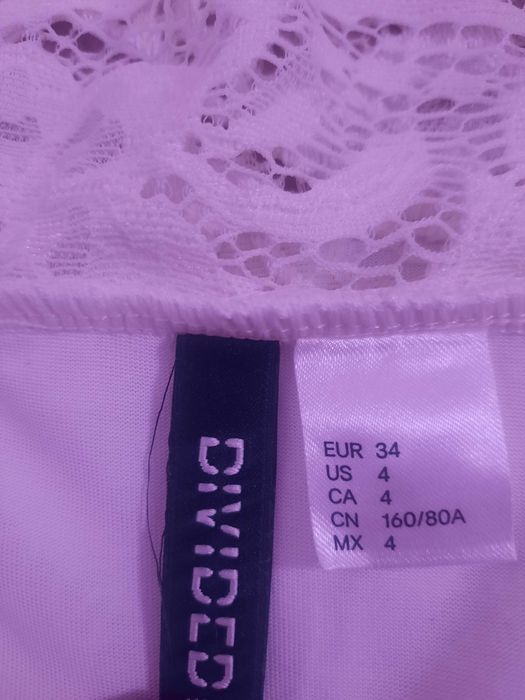 DIVIDED
EUR 34
US 4
CA 4
CN 160/80A
MX 4